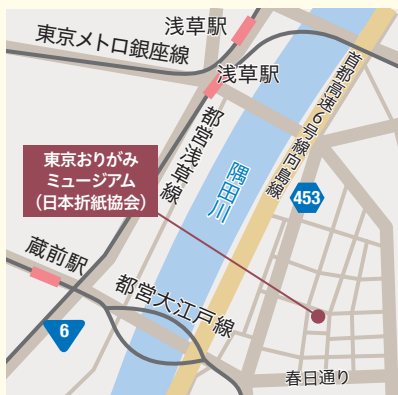 浅草駅
東京メトロ銀座線
浅草駅
首都高速6号線向島線
都営浅草線
東京おりがみ
ミュージアム
（日本折紙協会）
隅田川
453
蔵前駅
都営大江戸線
6
春日通り